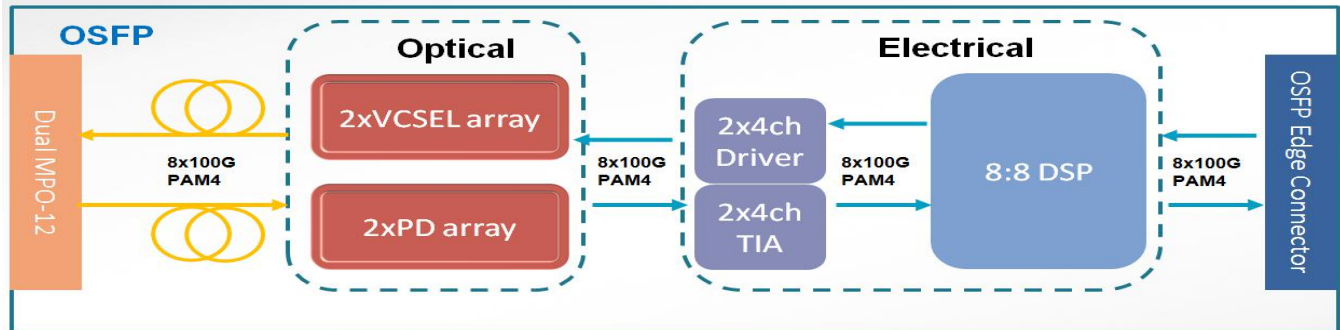 OSFP
Optical
Electrical
Dual MPO-12
8x100G
PAM4
2xVCSEL array
2xPD array
8x100G
PAM4
2x4ch
Driver
2x4ch
TIA
8x100G
PAM4
8:8 DSP
8x100G
PAM4
OSFP Edge Connector